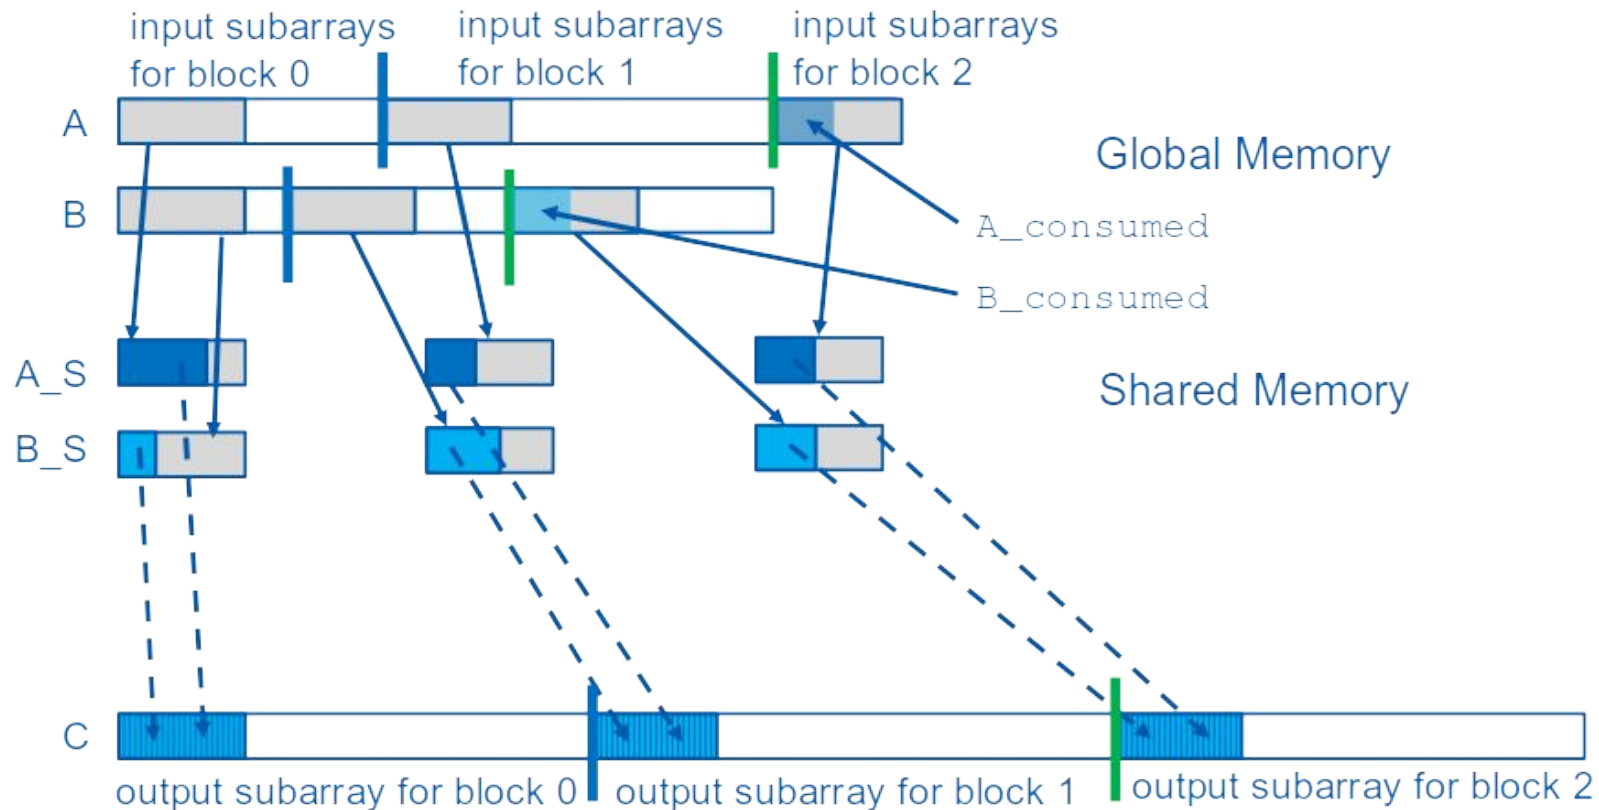 input subarrays
for block 0
input subarrays
for block 1
input subarrays
for block 2
A
Global Memory
B
A_consumed
B_consumed
A_S
Shared Memory
B_S
C
output subarray for block 0
output subarray for block 1
output subarray for block 2